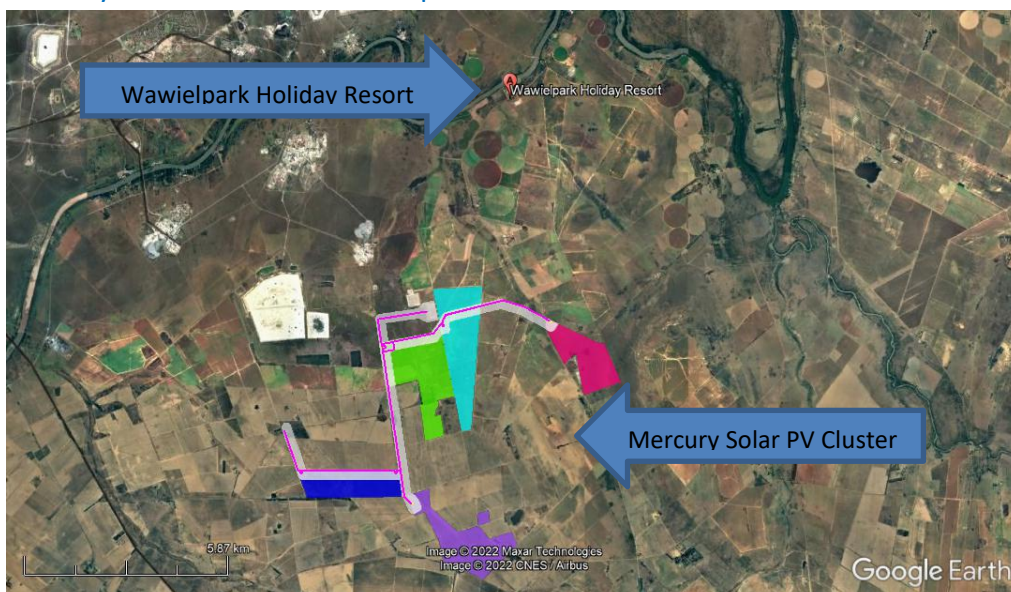 Wawielpark Holiday Resort
A
Wawielpark Holiday Resort
Mercury Solar PV Cluster
5.87 km
Image © 2022 Maxar Technologies
Image © 2022 CNES / Airbus
Google Earth